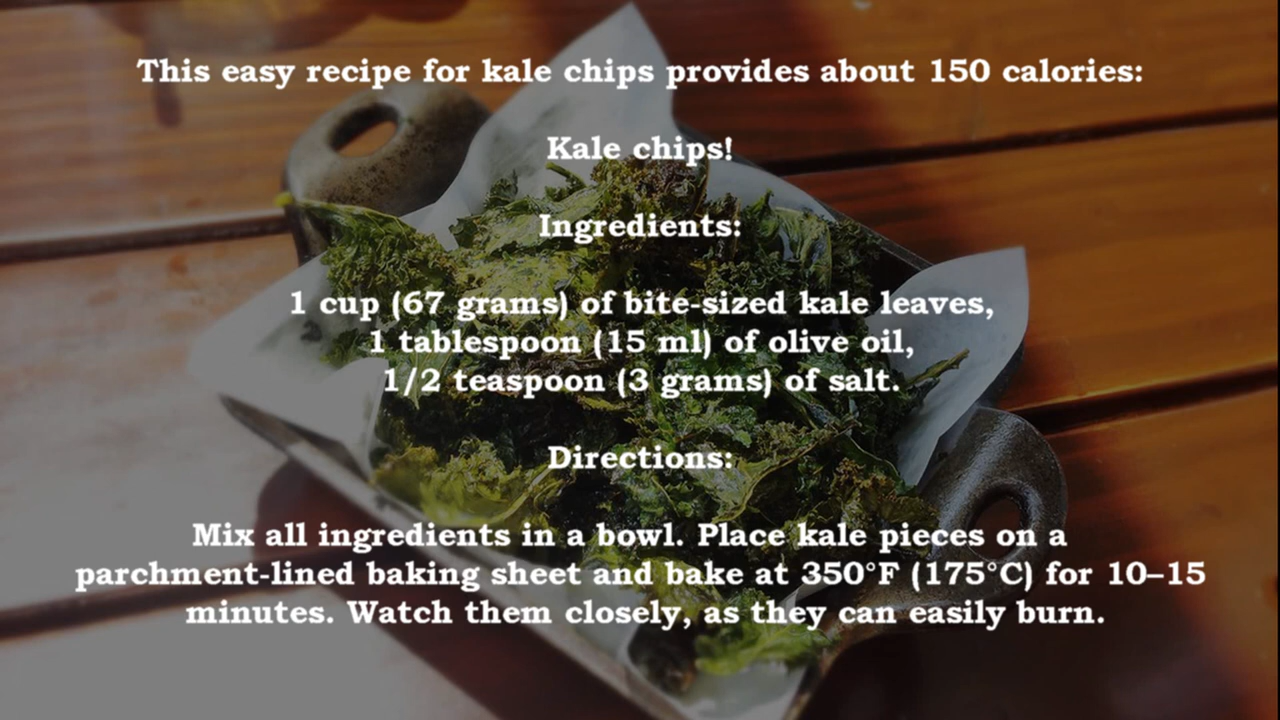 This easy recipe for kale chips provides about 150 calories:
Kale chips!
Ingredients:
1 cup (67 grams) of bite-sized kale leaves,
1 tablespoon (15 ml) of olive oil,
1/2 teaspoon (3 grams) of salt.
Directions:
Mix all ingredients in a bowl. Place kale pieces on a
parchment-lined baking sheet and bake at 350°F (175°C) for 10–15
minutes. Watch them closely, as they can easily burn.